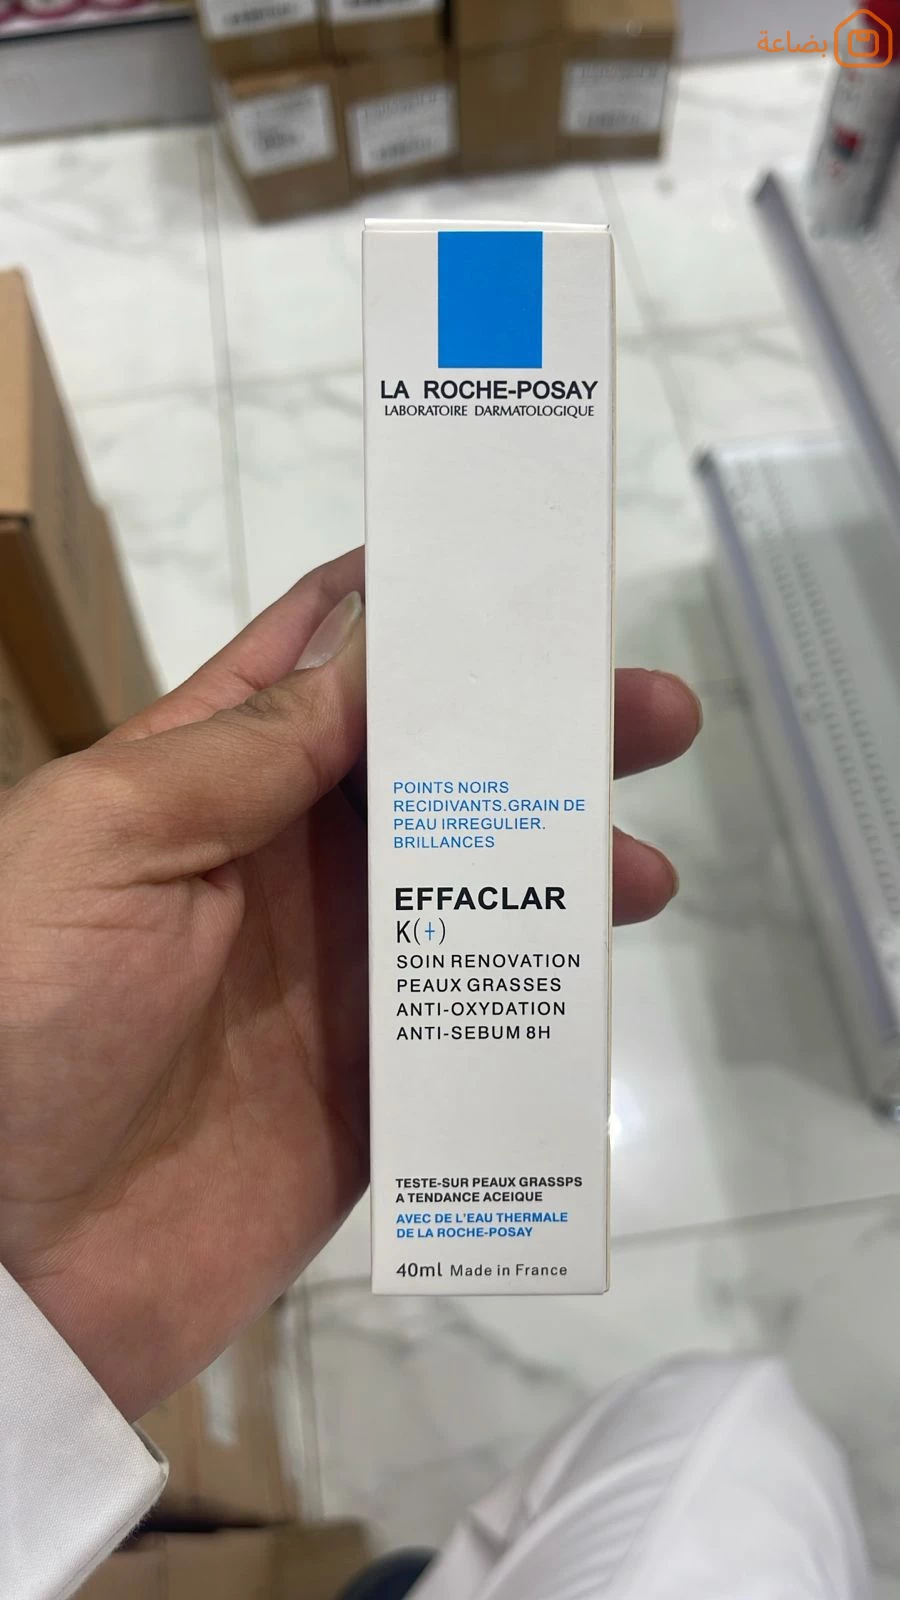 بضاعة
LA ROCHE-POSAY
LABORATOIRE DARMATOLOGIQUE
POINTS NOIRS
RECIDIVANTS.GRAIN DE
PEAU IRREGULIER.
BRILLANCES
EFFACLAR
K(+)
SOIN RENOVATION
PEAUX GRASSES
ANTI-OXYDATION
ANTI-SEBUM 8H
TESTE-SUR PEAUX GRASSPS
A TENDANCE ACEIQUE
AVEC DE L'EAU THERMALE
DE LA ROCHE-POSAY
40ml Made in France